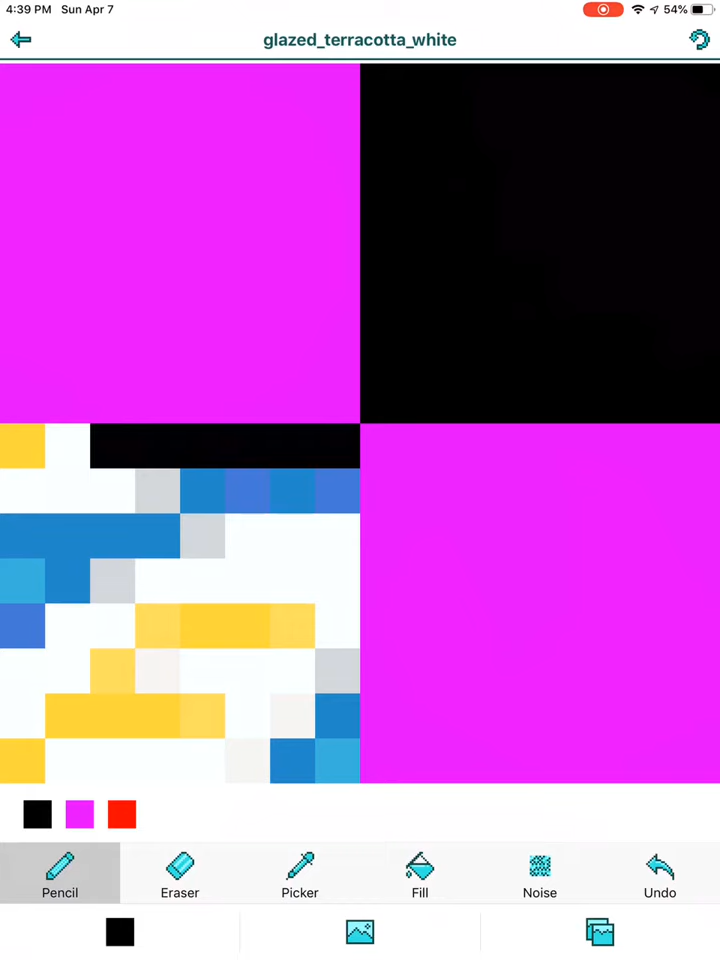 4:39 PM Sun Apr 7 54%
glazed_terracotta_white
Pencil Eraser Picker Fill Noise Undo